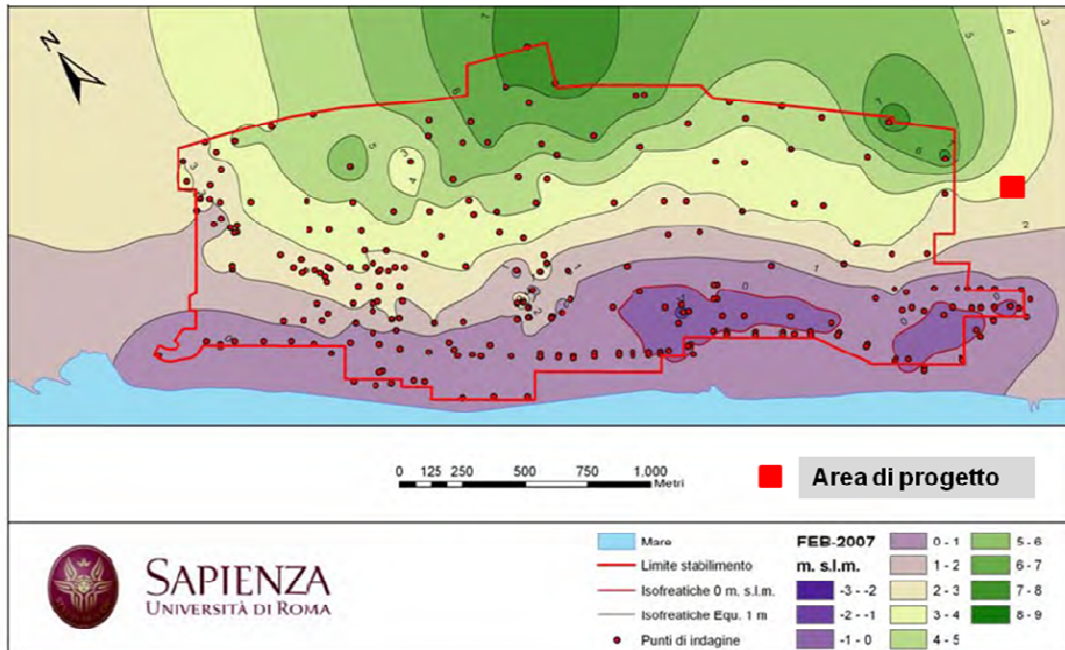 N
0 125 250 500 750 1.000
Metri
Area di progetto
SAPIENZA
UNIVERSITÀ DI ROMA
Mare
Limite stabilimento
Isofreatiche 0 m. s.l.m.
Isofreatiche Equ. 1 m
Punti di indagine
FEB-2007
m. s.l.m.
-3 - -2
-2 - -1
-1 - 0
0 - 1
1 - 2
2 - 3
3 - 4
4 - 5
5 - 6
6 - 7
7 - 8
8 - 9